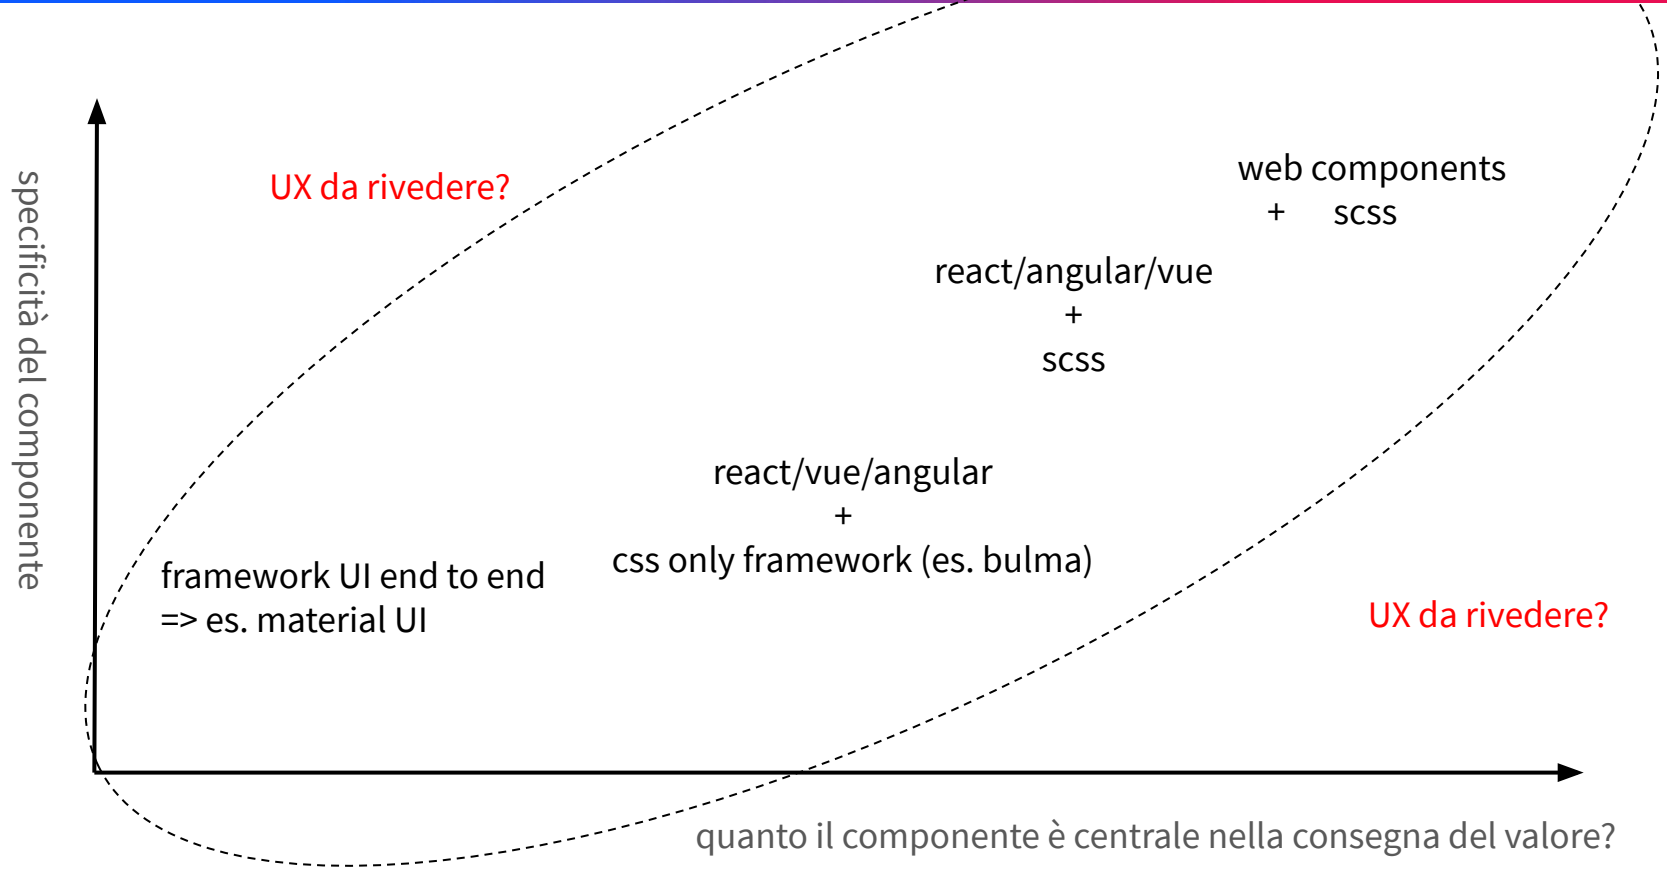 UX da rivedere?
web components
+ scss
react/angular/vue
+
scss
specificità del componente
react/vue/angular
+
css only framework (es. bulma)
framework UI end to end
=> es. material UI
UX da rivedere?
quanto il componente è centrale nella consegna del valore?